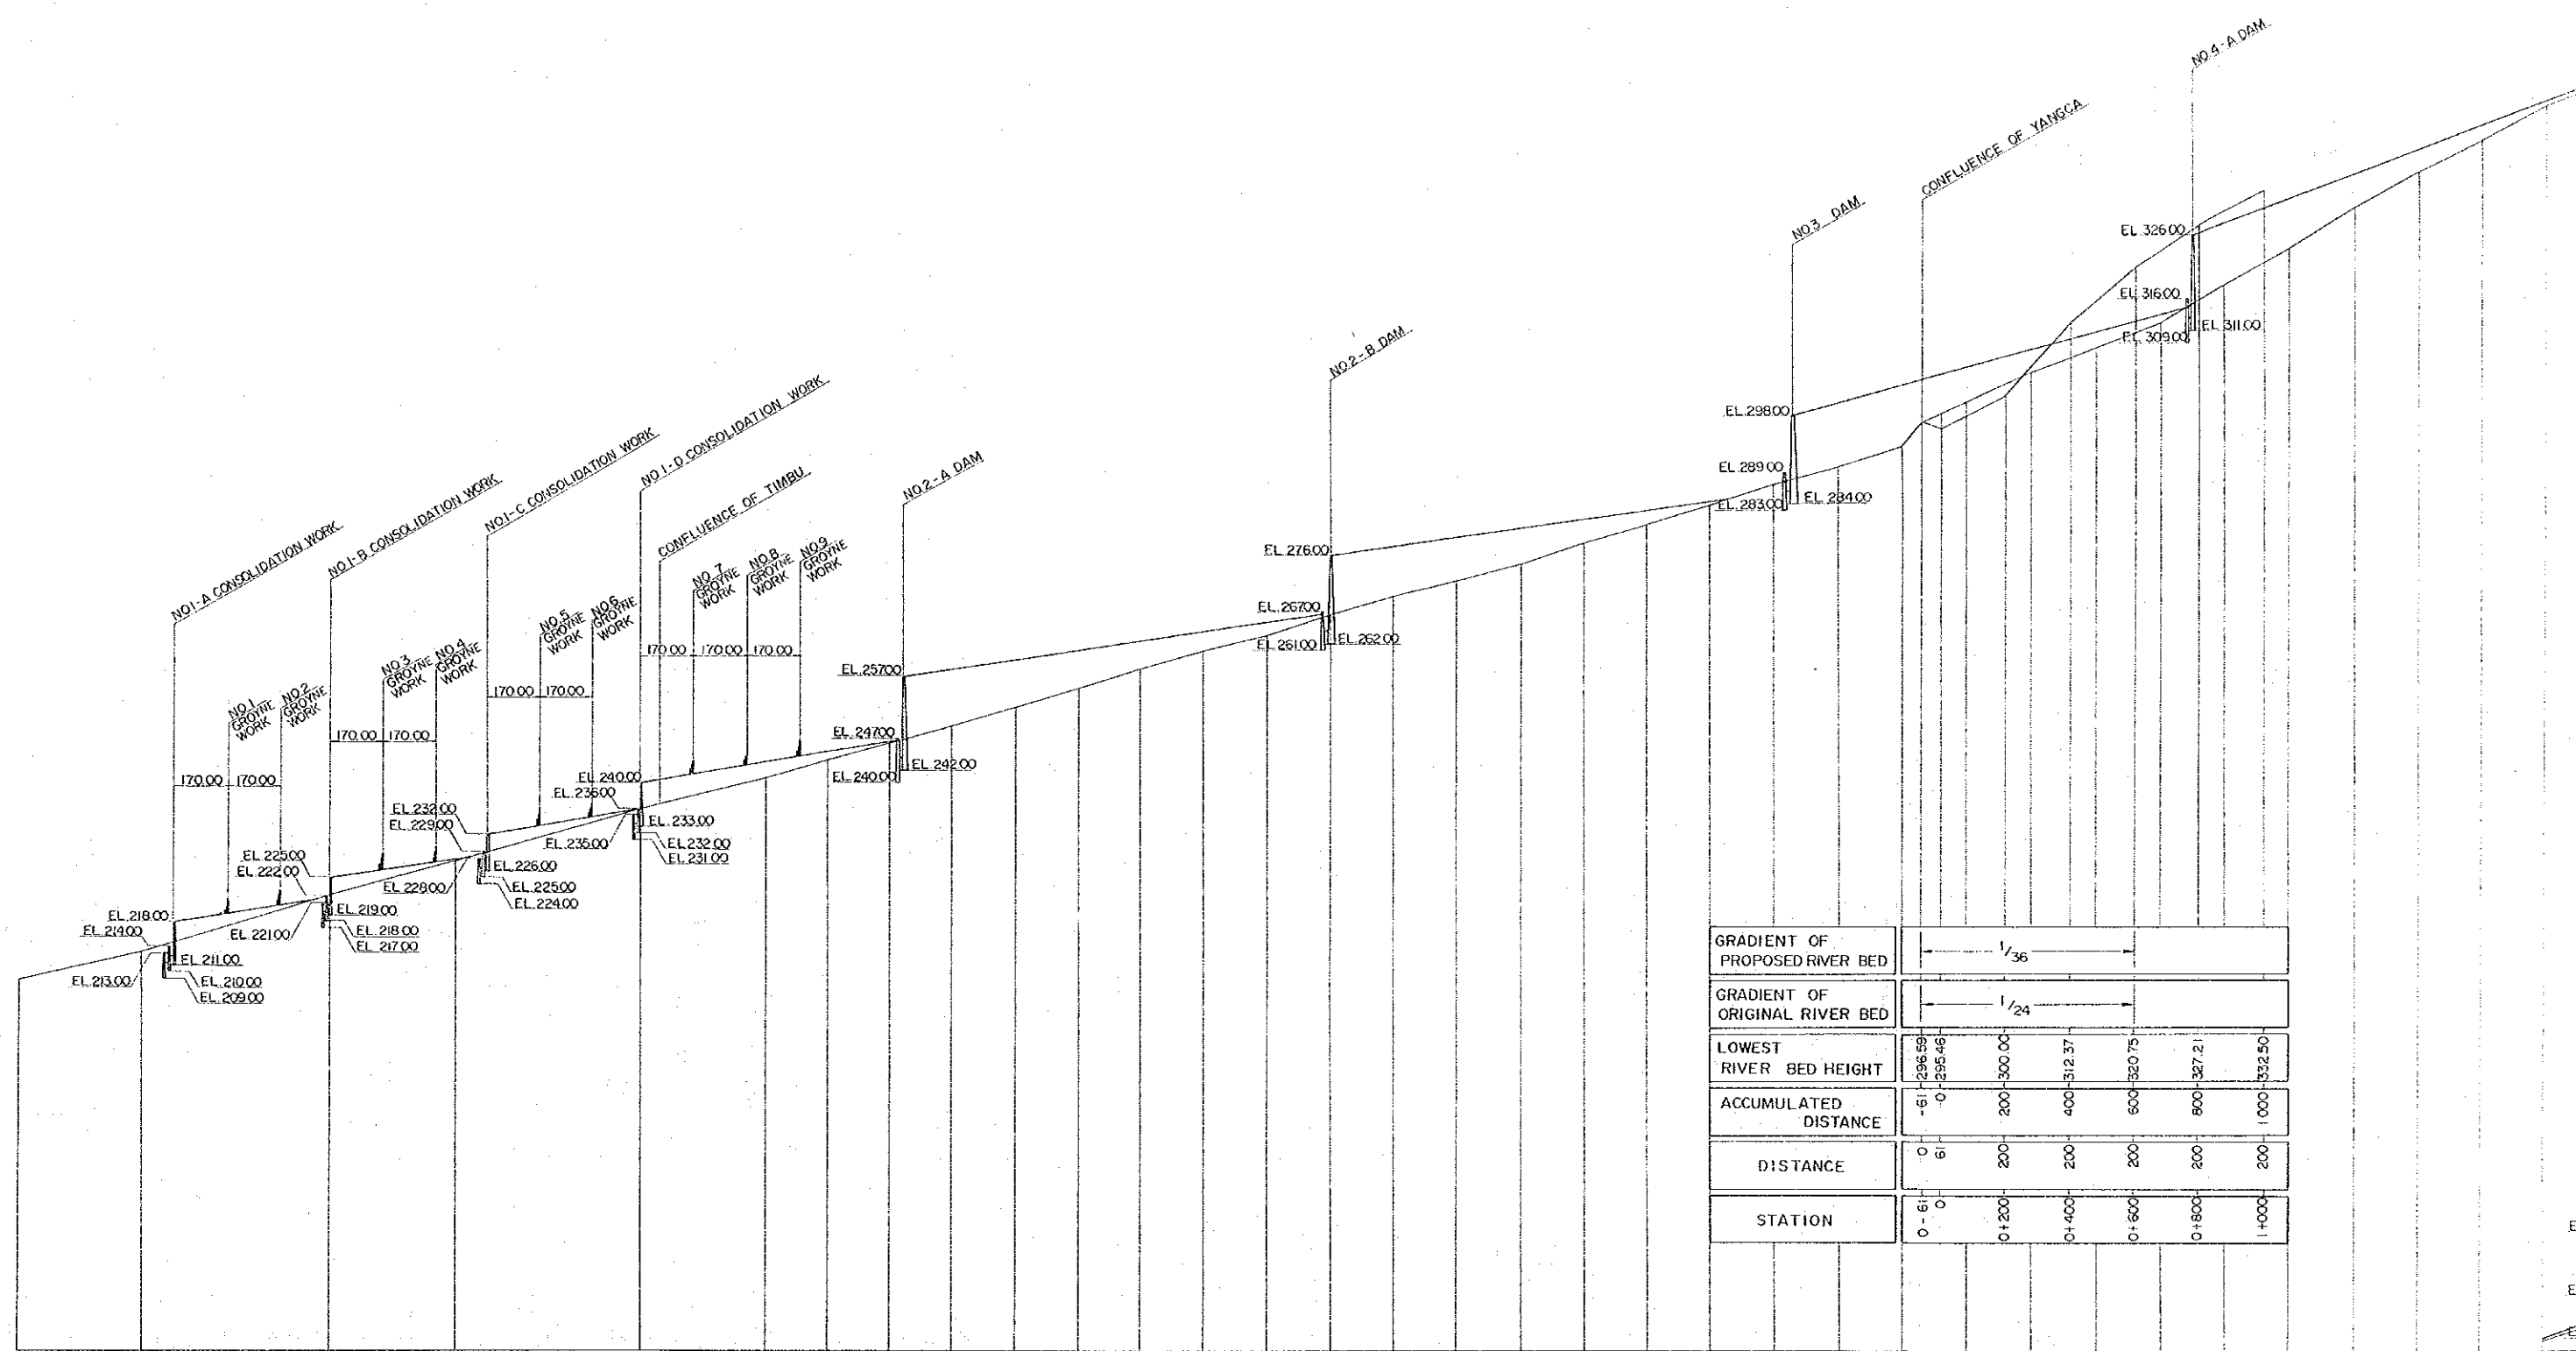 NO.4-A DAM
CONFLUENCE OF YANGCA
NO.3 DAM
EL.326.00
EL.316.00
EL.309.00
EL.311.00
NO.2-B DAM
EL.298.00
EL.289.00
EL.283.00
EL.284.00
NO.1-A CONSOLIDATION WORK
NO.1-B CONSOLIDATION WORK
NO.1-C CONSOLIDATION WORK
NO.1-D CONSOLIDATION WORK
CONFLUENCE OF TIMBU
NO.2-A DAM
EL.276.00
EL.267.00
EL.261.00
EL.262.00
NO.1
GROYNE
WORK
NO.2
GROYNE
WORK
NO.3
GROYNE
WORK
NO.4
GROYNE
WORK
NO.5
GROYNE
WORK
NO.6
GROYNE
WORK
NO.7
GROYNE
WORK
NO.8
GROYNE
WORK
NO.9
GROYNE
WORK
170.00 170.00
170.00 170.00
170.00 170.00
170.00 170.00 170.00
EL.257.00
EL.247.00
EL.240.00
EL.242.00
EL.240.00
EL.236.00
EL.235.00
EL.233.00
EL.232.00
EL.231.00
EL.232.00
EL.229.00
EL.228.00
EL.226.00
EL.225.00
EL.224.00
EL.225.00
EL.222.00
EL.221.00
EL.219.00
EL.218.00
EL.217.00
EL.218.00
EL.214.00
EL.213.00
EL.211.00
EL.210.00
EL.209.00
GRADIENT OF
PROPOSED RIVER BED
1/36
GRADIENT OF
ORIGINAL RIVER BED
1/24
LOWEST
RIVER BED HEIGHT
296.59 295.46 300.00 312.37 320.75 327.21 332.50
ACCUMULATED
DISTANCE
-61 0 200 400 600 800 1000
DISTANCE
0 61 200 200 200 200 200
STATION
0-61 0 0+200 0+400 0+600 0+800 1+000